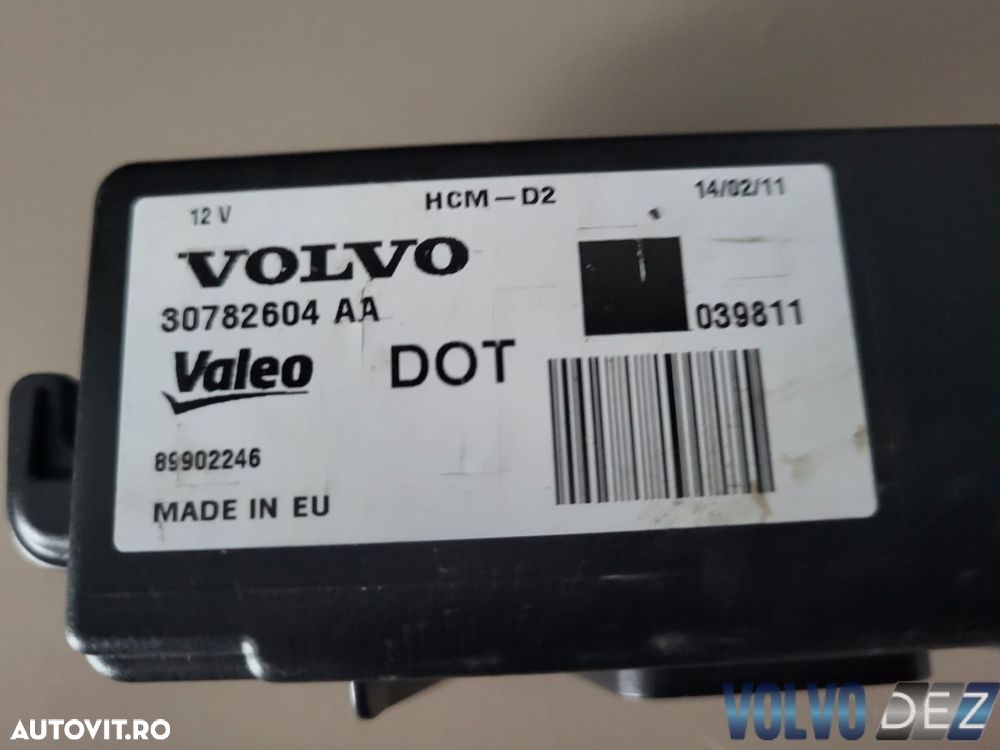 12 V HCM-D2 14/02/11
VOLVO
30782604 AA 039811
Valeo DOT
89902246
MADE IN EU
AUTOVIT.RO
VOLVO DEZ